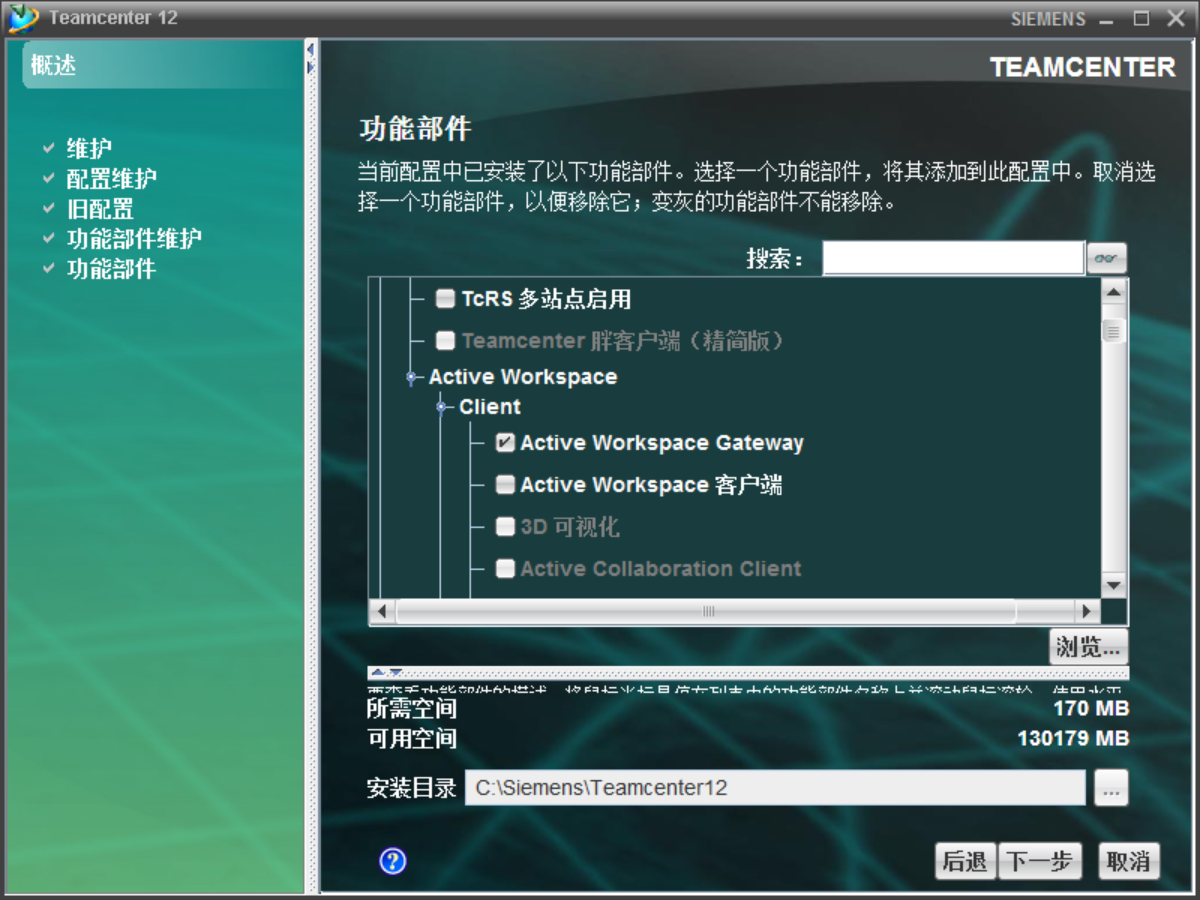 Teamcenter 12
SIEMENS
概述
TEAMCENTER
维护
配置维护
旧配置
功能部件维护
功能部件
功能部件
当前配置中已安装了以下功能部件。选择一个功能部件，将其添加到此配置中。取消选
择一个功能部件，以便移除它；变灰的功能部件不能移除。
搜索：
TcRS 多站点启用
Teamcenter 胖客户端（精简版）
Active Workspace
Client
Active Workspace Gateway
Active Workspace 客户端
3D 可视化
Active Collaboration Client
浏览...
所需空间 170 MB
可用空间 130179 MB
安装目录 C:\Siemens\Teamcenter12 ...
?
后退 下一步 取消